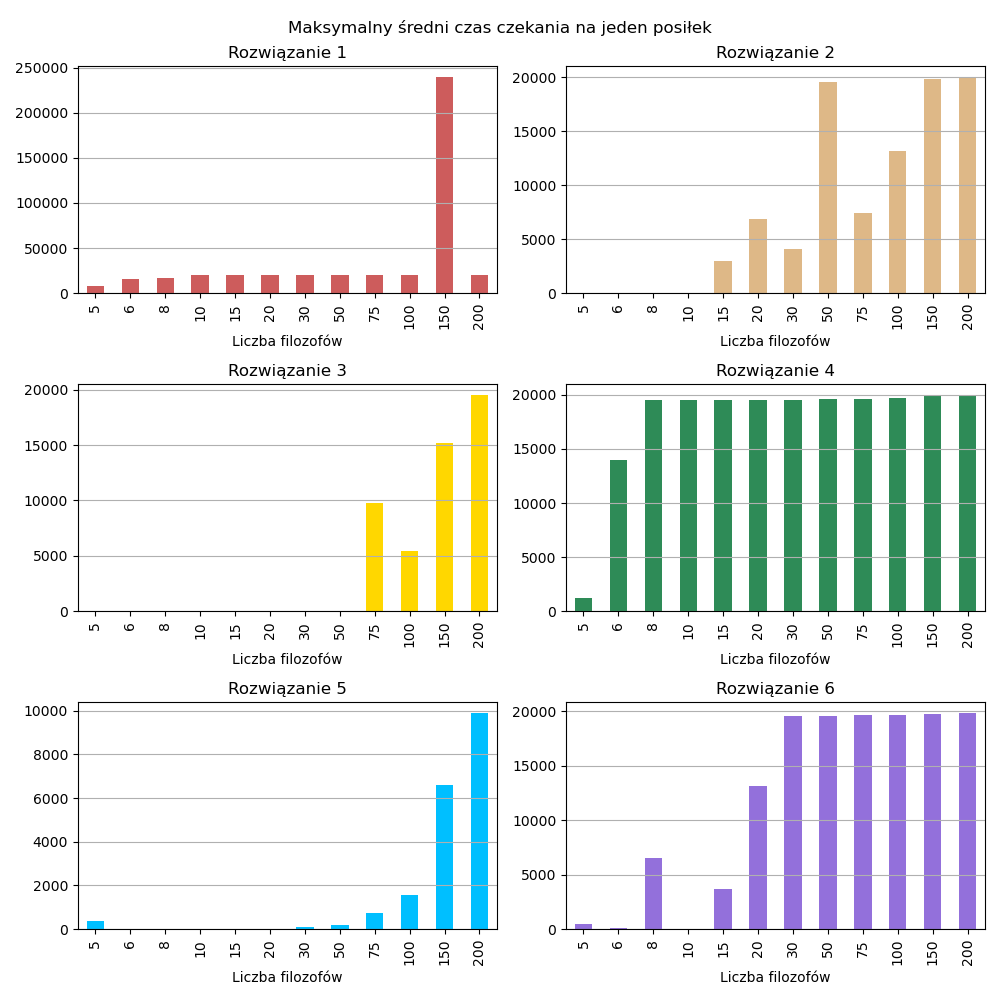 Maksymalny średni czas czekania na jeden posiłek
Rozwiązanie 1
250000
200000
150000
100000
50000
0
5 6 8 10 15 20 30 50 75 100 150 200
Liczba filozofów
Rozwiązanie 2
20000
15000
10000
5000
0
5 6 8 10 15 20 30 50 75 100 150 200
Liczba filozofów
Rozwiązanie 3
20000
15000
10000
5000
0
5 6 8 10 15 20 30 50 75 100 150 200
Liczba filozofów
Rozwiązanie 4
20000
15000
10000
5000
0
5 6 8 10 15 20 30 50 75 100 150 200
Liczba filozofów
Rozwiązanie 5
10000
8000
6000
4000
2000
0
5 6 8 10 15 20 30 50 75 100 150 200
Liczba filozofów
Rozwiązanie 6
20000
15000
10000
5000
0
5 6 8 10 15 20 30 50 75 100 150 200
Liczba filozofów